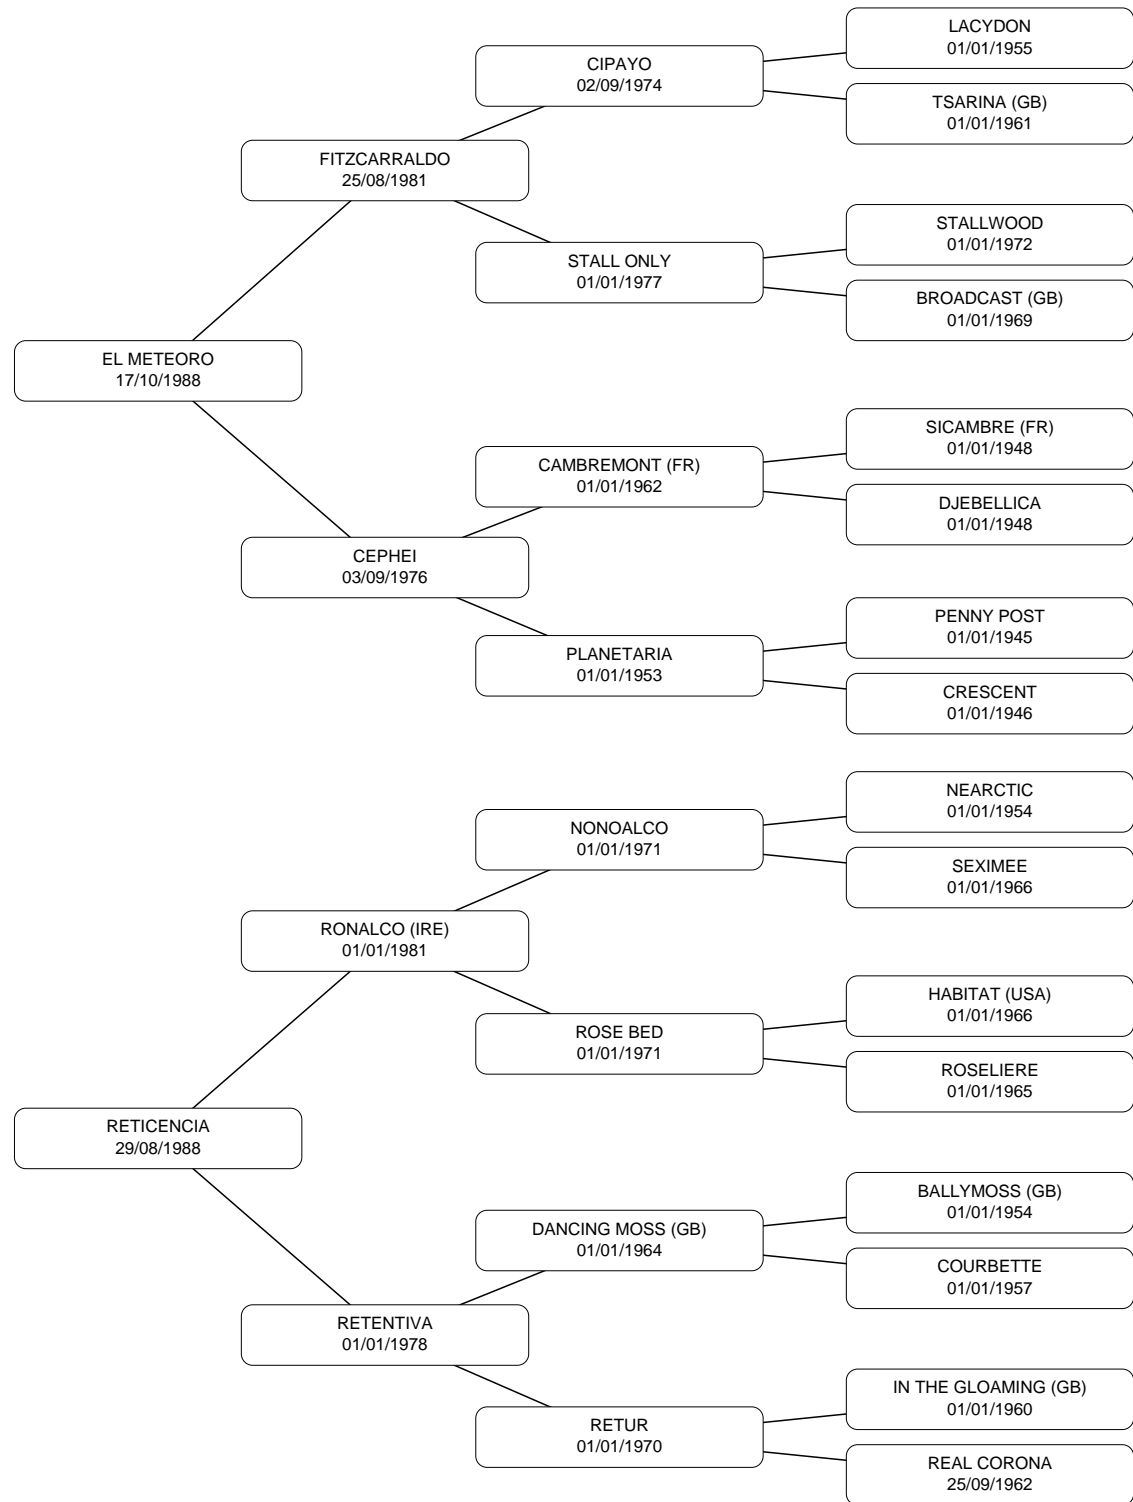 LACYDON
01/01/1955
CIPAYO
02/09/1974
TSARINA (GB)
01/01/1961
FITZCARRALDO
25/08/1981
STALLWOOD
01/01/1972
STALL ONLY
01/01/1977
BROADCAST (GB)
01/01/1969
EL METEORO
17/10/1988
SICAMBRE (FR)
01/01/1948
CAMBREMONT (FR)
01/01/1962
DJEBELLICA
01/01/1948
CEPHEI
03/09/1976
PENNY POST
01/01/1945
PLANETARIA
01/01/1953
CRESCENT
01/01/1946
NEARCTIC
01/01/1954
NONOALCO
01/01/1971
SEXIMEE
01/01/1966
RONALCO (IRE)
01/01/1981
HABITAT (USA)
01/01/1966
ROSE BED
01/01/1971
ROSELIERE
01/01/1965
RETICENCIA
29/08/1988
BALLYMOSS (GB)
01/01/1954
DANCING MOSS (GB)
01/01/1964
COURBETTE
01/01/1957
RETENTIVA
01/01/1978
IN THE GLOAMING (GB)
01/01/1960
RETUR
01/01/1970
REAL CORONA
25/09/1962